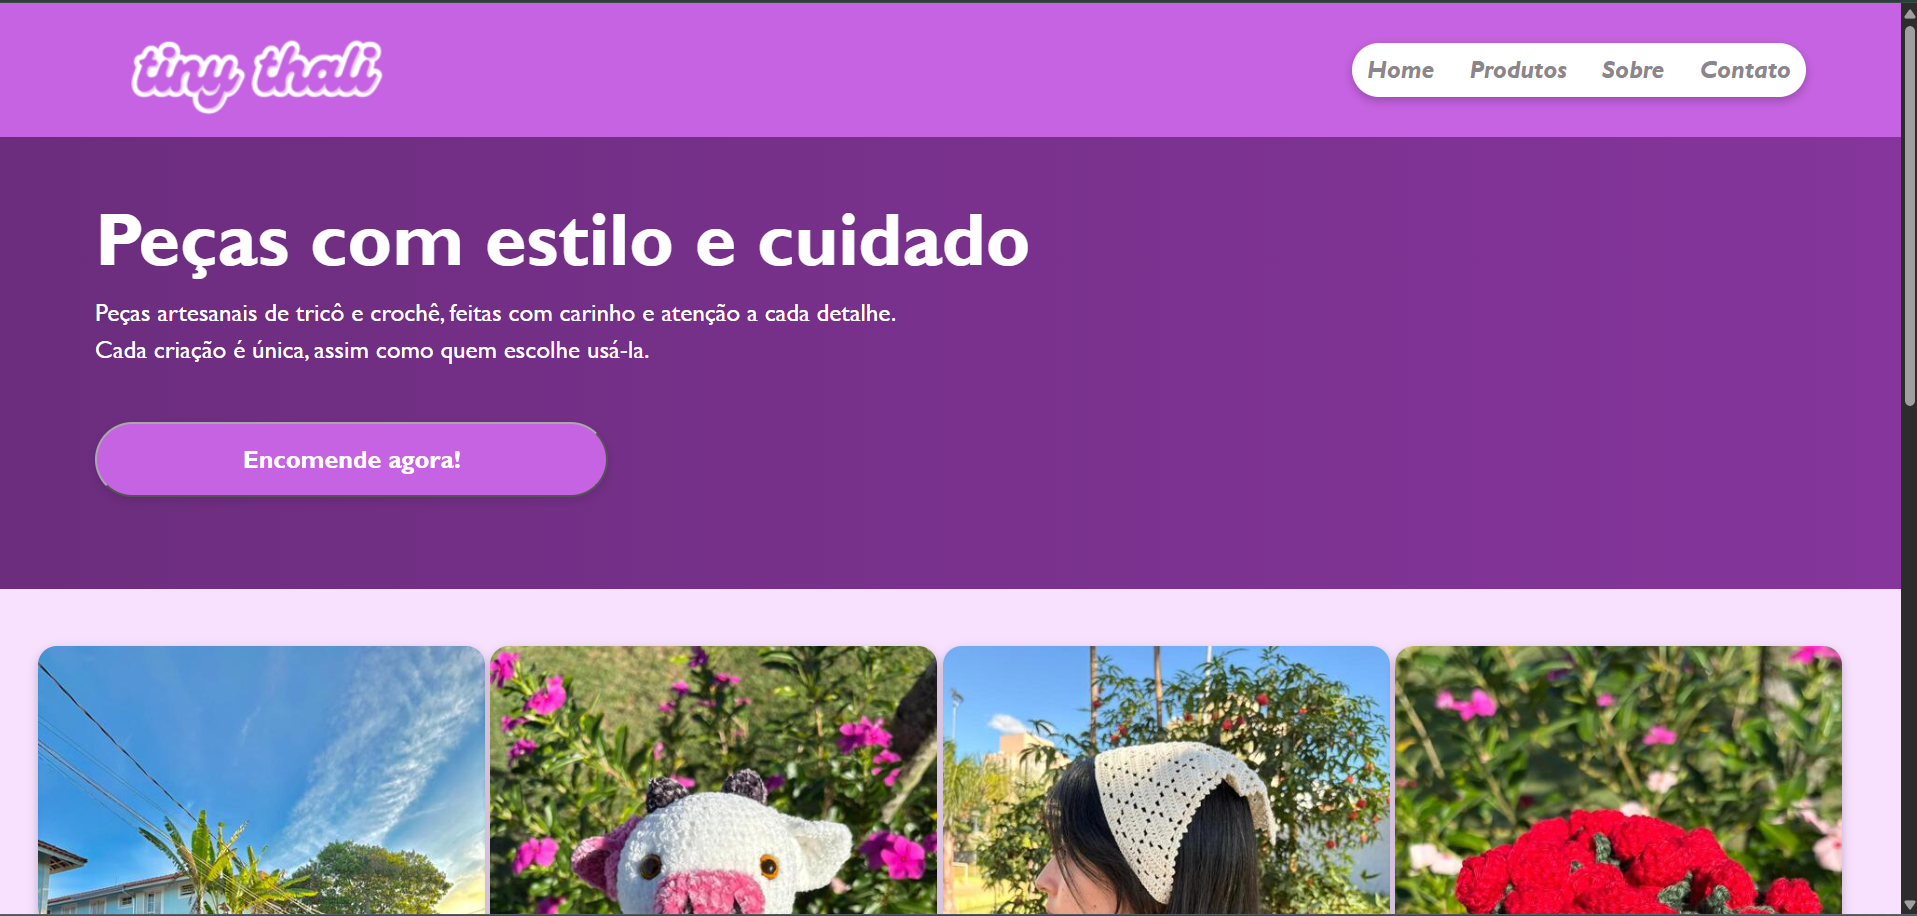 tiny thali
Home Produtos Sobre Contato
Peças com estilo e cuidado
Peças artesanais de tricô e crochê, feitas com carinho e atenção a cada detalhe.
Cada criação é única, assim como quem escolhe usá-la.
Encomende agora!